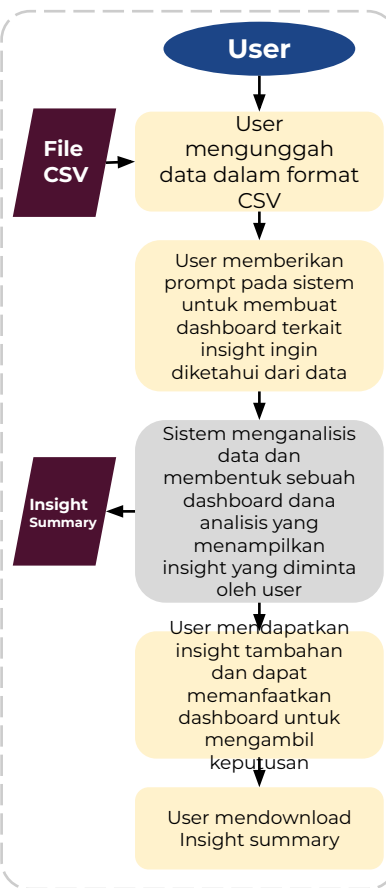 User
File
CSV
User
mengunggah
data dalam format
CSV
User memberikan
prompt pada sistem
untuk membuat
dashboard terkait
insight ingin
diketahui dari data
Insight
Summary
Sistem menganalisis
data dan
membentuk sebuah
dashboard dana
analisis yang
menampilkan
insight yang diminta
oleh user
User mendapatkan
insight tambahan
dan dapat
memanfaatkan
dashboard untuk
mengambil
keputusan
User mendownload
Insight summary